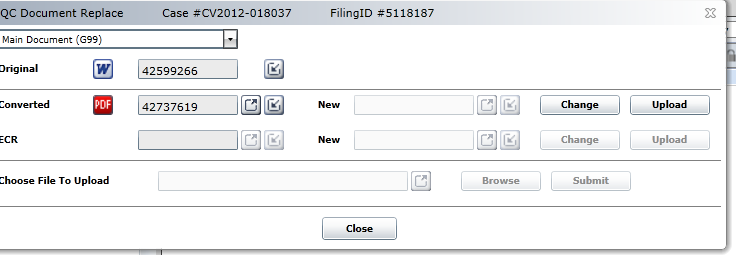 QC Document Replace Case #CV2012-018037 FilingID #5118187
Main Document (G99)
Original W 42599266
Converted PDF 42737619 New Change Upload
ECR New Change Upload
Choose File To Upload Browse Submit
Close